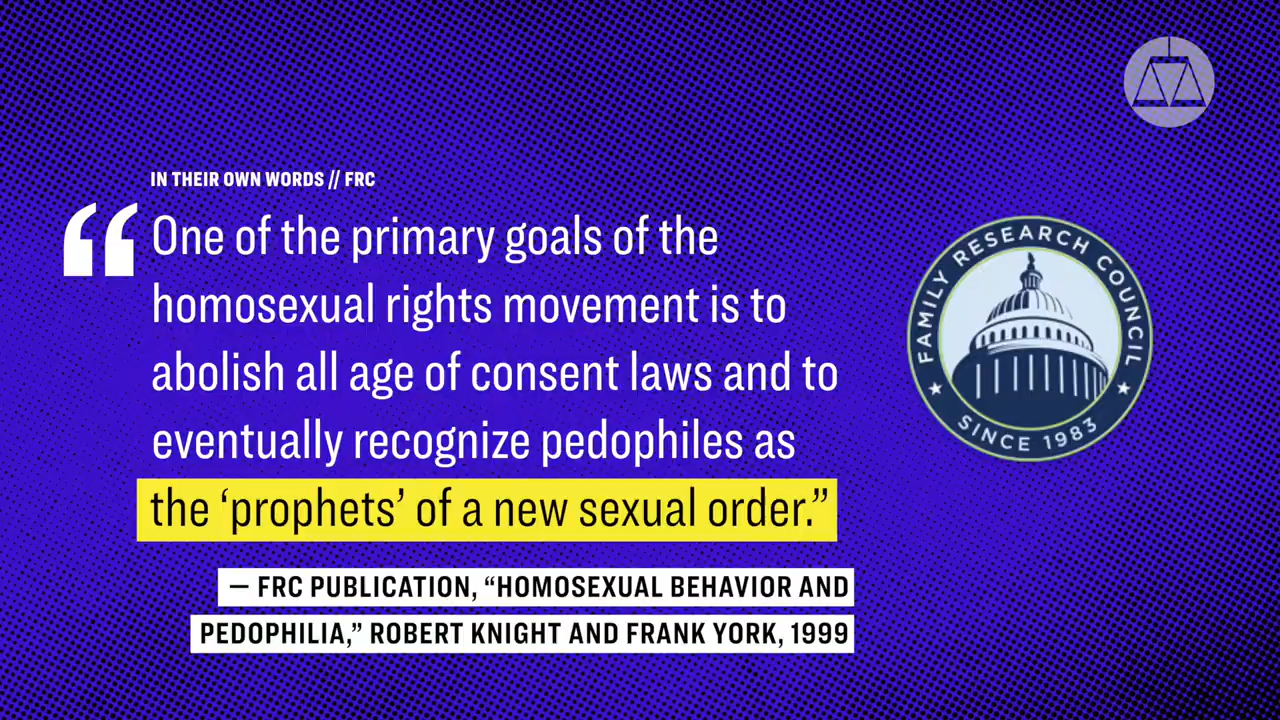 IN THEIR OWN WORDS // FRC
“One of the primary goals of the
homosexual rights movement is to
abolish all age of consent laws and to
eventually recognize pedophiles as
the ‘prophets’ of a new sexual order.”
— FRC PUBLICATION, “HOMOSEXUAL BEHAVIOR AND
PEDOPHILIA,” ROBERT KNIGHT AND FRANK YORK, 1999
FAMILY RESEARCH COUNCIL
SINCE 1983